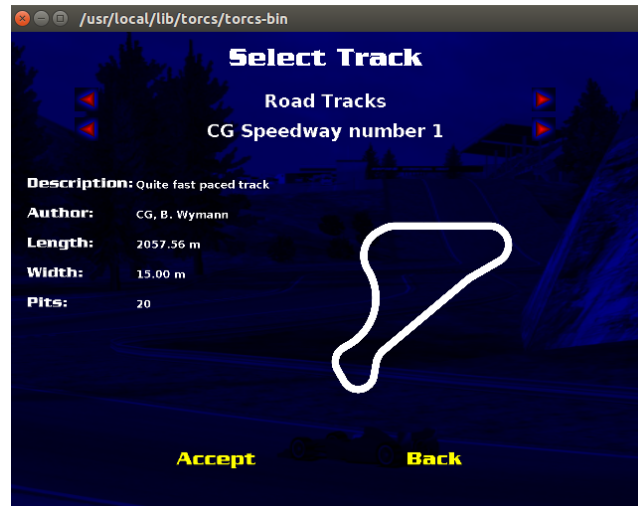 /usr/local/lib/torcs/torcs-bin
Select Track
Road Tracks
CG Speedway number 1
Description: Quite fast paced track
Author: CG, B. Wymann
Length: 2057.56 m
Width: 15.00 m
Pits: 20
Accept Back